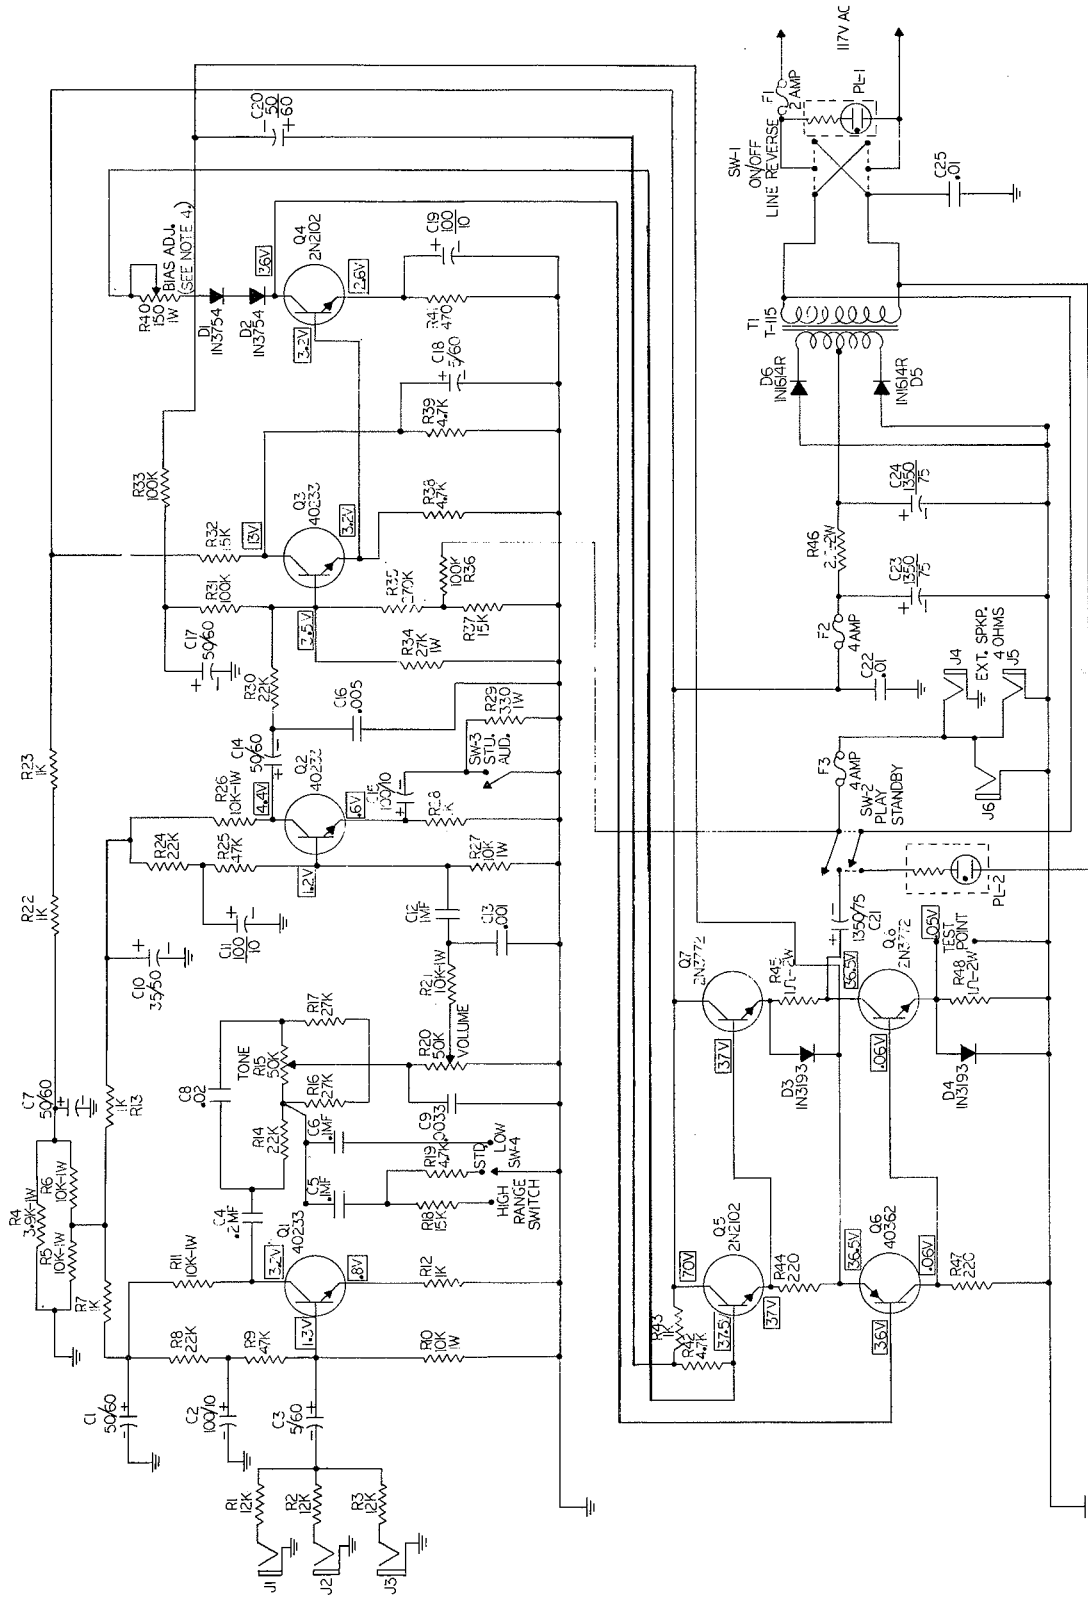 J1
J2
J3
R1
12K
R2
12K
R3
12K
C1
50/60
C2
100/10
C3
5/60
R4
3.9K-1W
R5
10K-1W
R6
10K-1W
R7
1K
R8
22K
R9
47K
R10
10K
1W
R11
10K-1W
1.3V
3.2V
.8V
Q1
40233
R12
1K
C4
.2MF
C7
50/60
R13
1K
C8
.02
TONE
R15
50K
R14
22K
R16
27K
R17
27K
C5
.1MF
C6
.1MF
R18
15K
R19
4.7K
HIGH
STD.
LOW
SW-4
RANGE
SWITCH
C9
.0033
R20
50K
VOLUME
R21
10K-1W
C10
35/50
C11
100
10
C12
.1MF
C13
.001
R22
1K
R23
1K
R24
22K
R25
47K
R26
10K-1W
4.4V
1.2V
.6V
Q2
40233
R27
10K
1W
R28
1K
C15
100/10
C14
50/60
SW-3
STU.
AUD.
R29
330
1W
C16
.005
R30
22K
C17
50/60
R31
100K
R32
15K
R33
100K
13V
3.5V
3.2V
Q3
40233
R34
27K
1W
R35
270K
R36
100K
R37
15K
R38
4.7K
R39
4.7K
C18
5/60
R40
150
1W
BIAS ADJ.
(SEE NOTE 4)
D1
IN3754
D2
IN3754
36V
3.2V
2.6V
Q4
2N2102
R41
470
C19
100
10
C20
50
60
R43
1K
R42
4.7K
70V
37.5
37V
Q5
2N2102
R44
220
36.5V
36V
.06V
Q6
40362
R47
220
37V
Q7
2N3772
R45
1Ω-2W
D3
IN3193
36.5V
.06V
2N3772
.05V
TEST
POINT
R48
1Ω-2W
D4
IN3193
C21
1350/75
PL-2
SW-2
PLAY
STANDBY
F3
4 AMP
J6
J4
EXT. SPKR.
4 OHMS
J5
C22
.01
F2
4 AMP
C23
1350
75
R46
C24
1350
75
D6
IN1614R
IN1614R
D5
T1
T-115
SW-1
ON/OFF
LINE REVERSE
F1
2 AMP
PL-1
C25
.01
117V AC